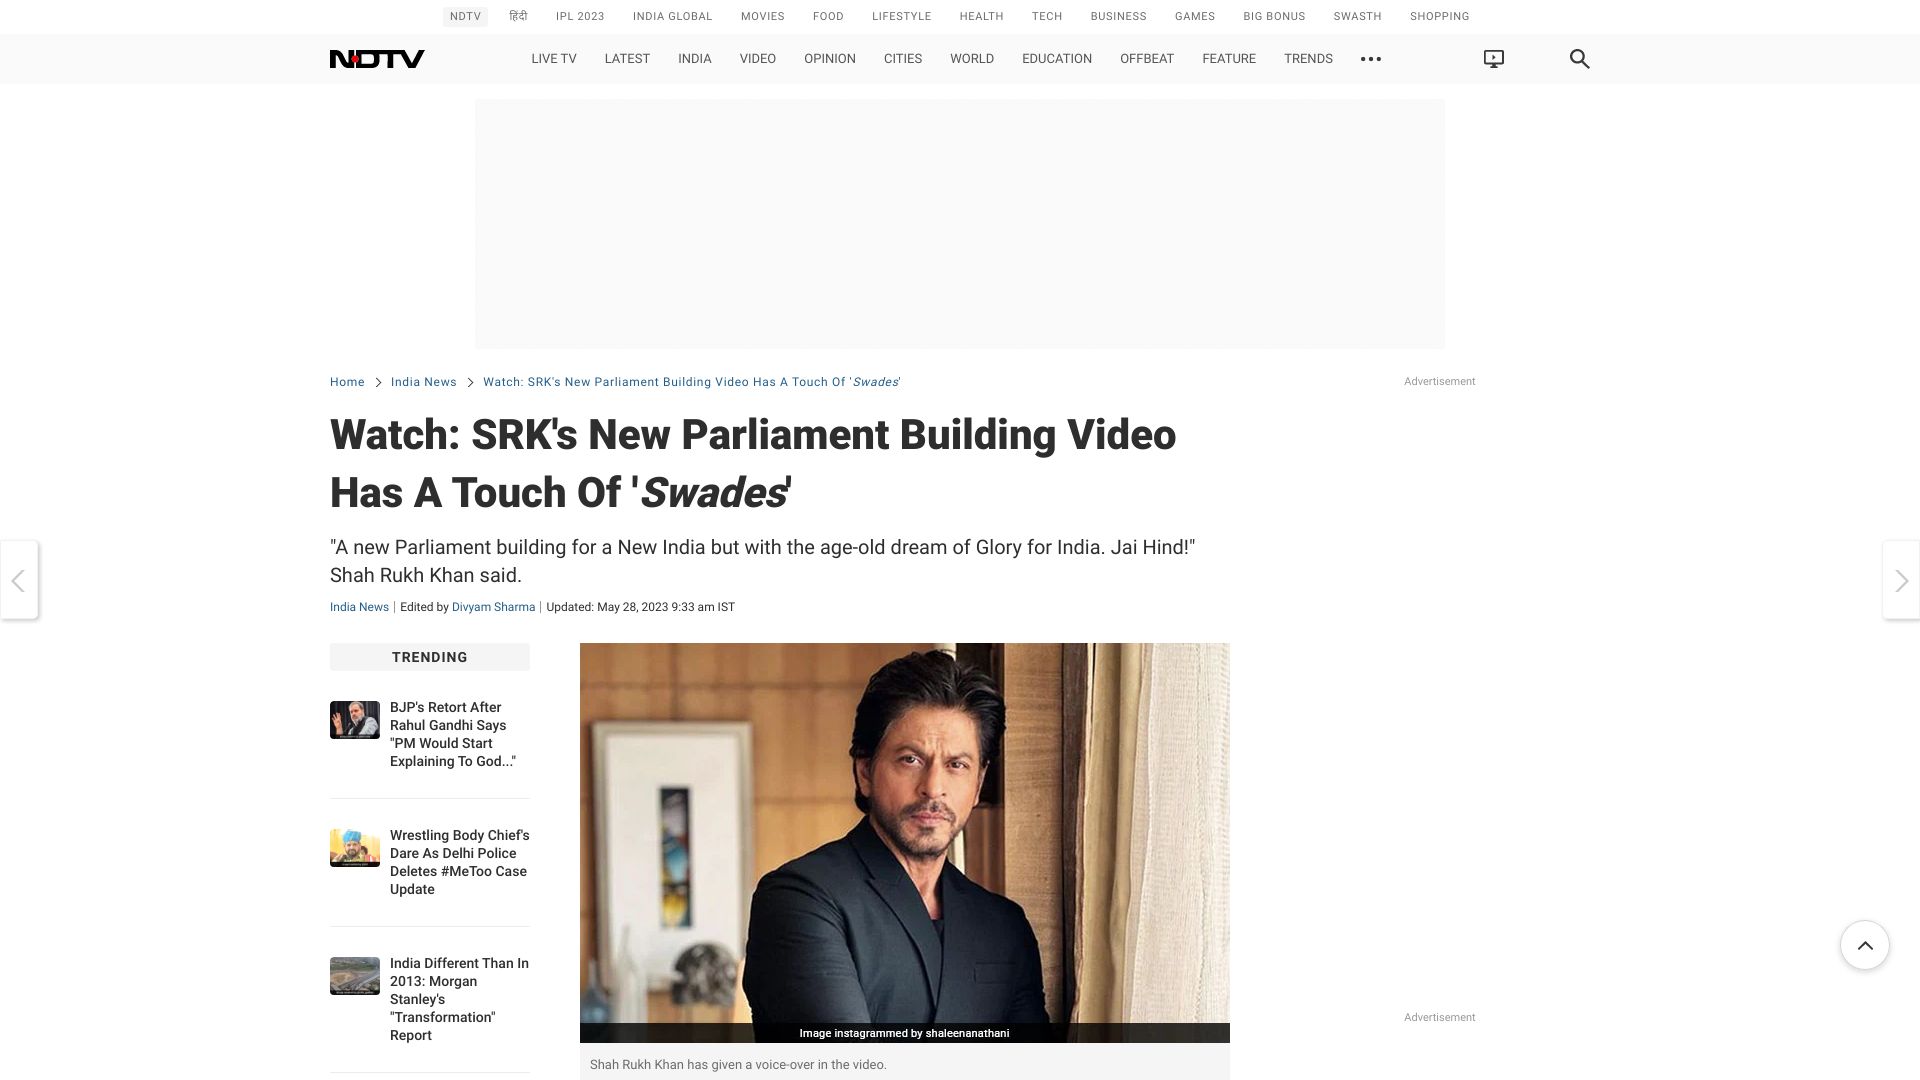 NDTV हिंदी IPL 2023 INDIA GLOBAL MOVIES FOOD LIFESTYLE HEALTH TECH BUSINESS GAMES BIG BONUS SWASTH SHOPPING
NDTV LIVE TV LATEST INDIA VIDEO OPINION CITIES WORLD EDUCATION OFFBEAT FEATURE TRENDS
Home India News Watch: SRK's New Parliament Building Video Has A Touch Of 'Swades'
Advertisement
Watch: SRK's New Parliament Building Video
Has A Touch Of 'Swades'
"A new Parliament building for a New India but with the age-old dream of Glory for India. Jai Hind!"
Shah Rukh Khan said.
India News | Edited by Divyam Sharma | Updated: May 28, 2023 9:33 am IST
TRENDING
BJP's Retort After
Rahul Gandhi Says
"PM Would Start
Explaining To God..."
Wrestling Body Chief's
Dare As Delhi Police
Deletes #MeToo Case
Update
India Different Than In
2013: Morgan
Stanley's
"Transformation"
Report
Image instagrammed by shaleenanathani
Shah Rukh Khan has given a voice-over in the video.
Advertisement